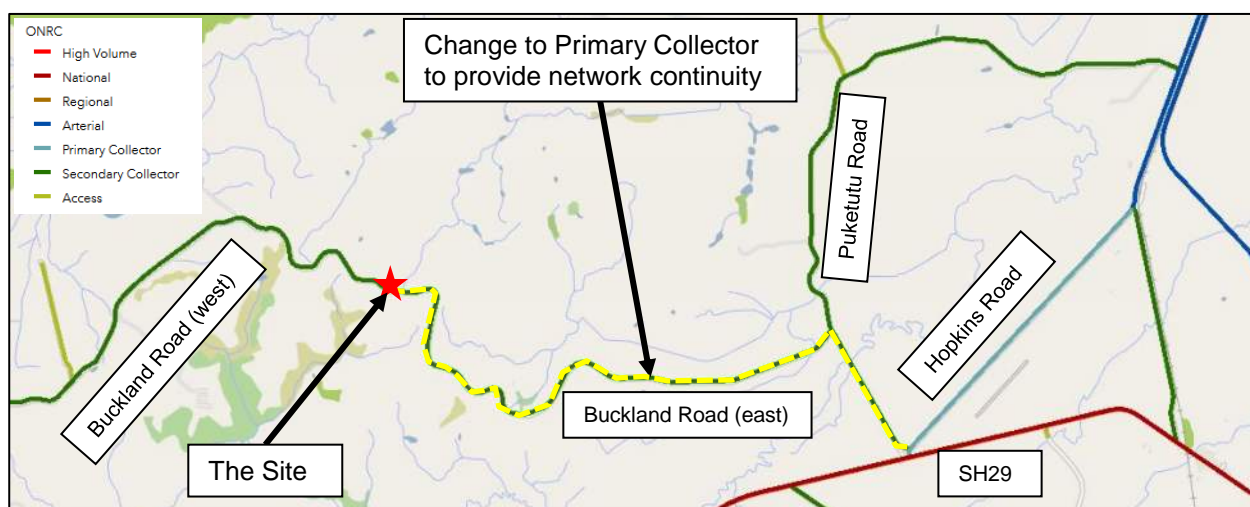 ONRC
High Volume
National
Regional
Arterial
Primary Collector
Secondary Collector
Access
Change to Primary Collector
to provide network continuity
Puketutu Road
Hopkins Road
Buckland Road (west)
Buckland Road (east)
The Site
SH29